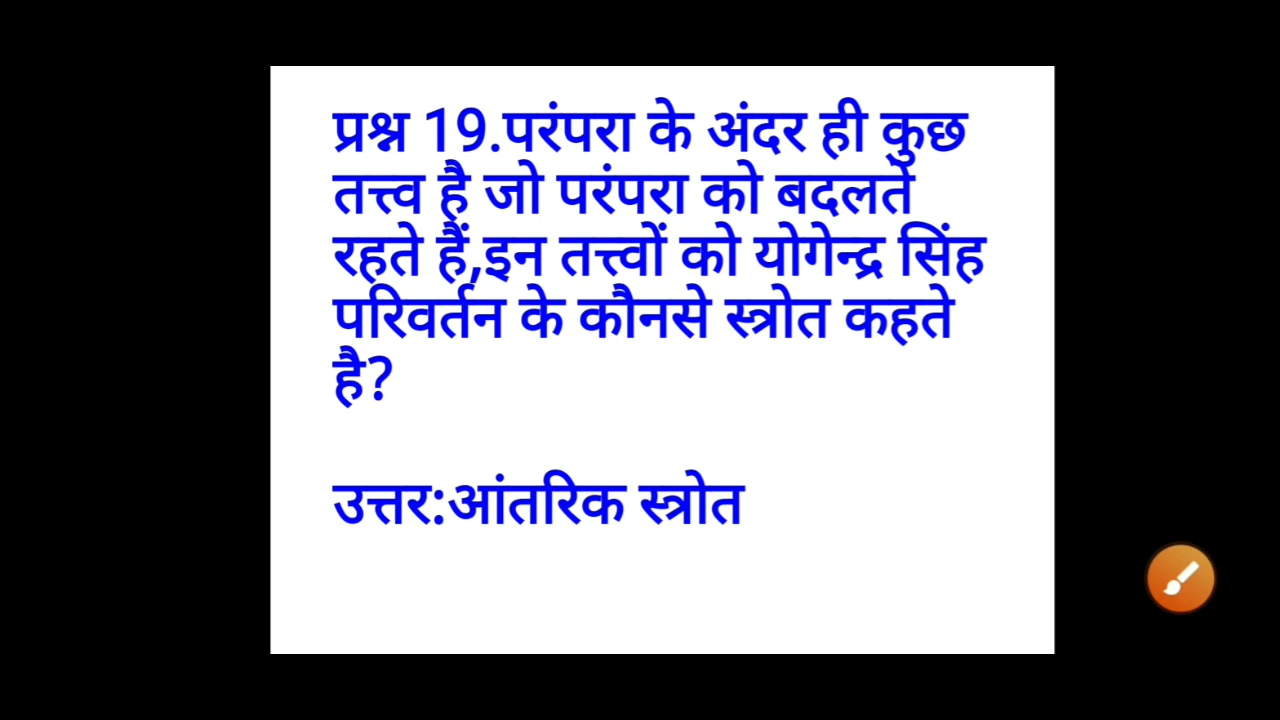 प्रश्न 19.परंपरा के अंदर ही कुछ
तत्त्व है जो परंपरा को बदलते
रहते हैं,इन तत्त्वों को योगेन्द्र सिंह
परिवर्तन के कौनसे स्त्रोत कहते
है?
उत्तर:आंतरिक स्त्रोत